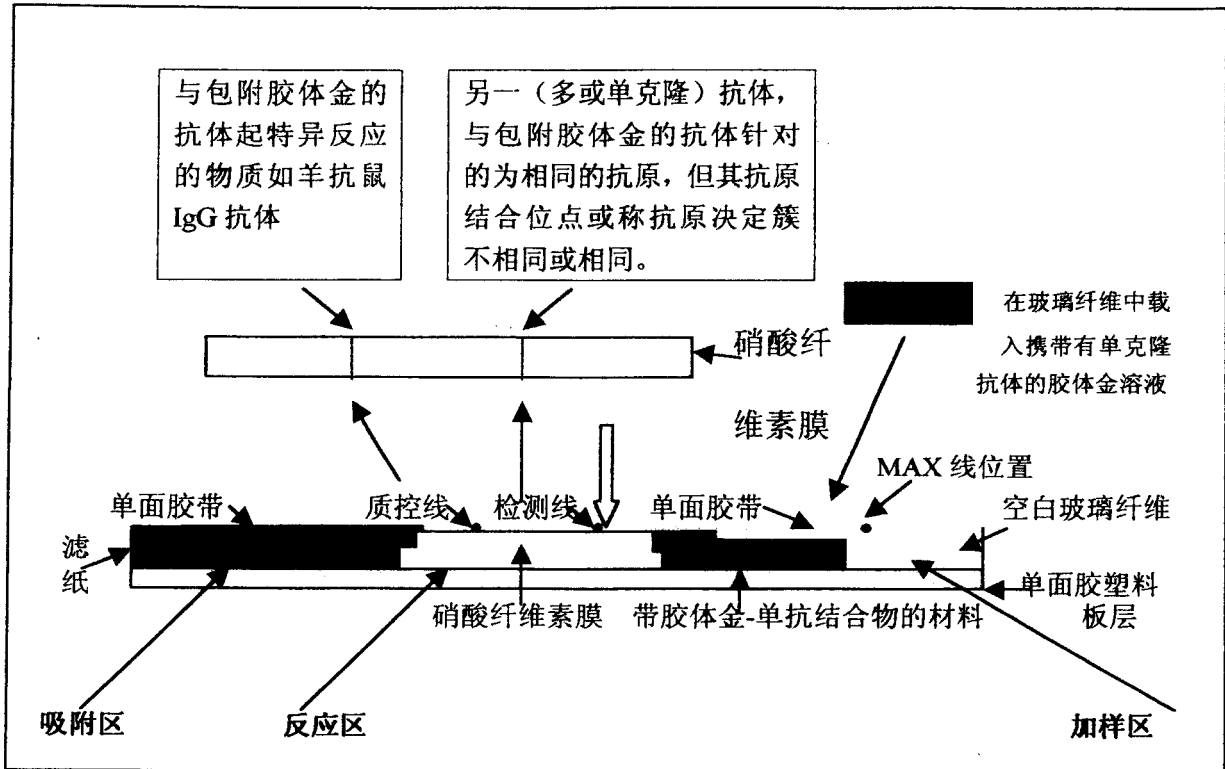 与包附胶体金的
抗体起特异反应
的物质如羊抗鼠
IgG 抗体
另一（多或单克隆）抗体，
与包附胶体金的抗体针对
的为相同的抗原，但其抗原
结合位点或称抗原决定簇
不相同或相同。
在玻璃纤维中载
入携带有单克隆
抗体的胶体金溶液
硝酸纤
维素膜
MAX 线位置
单面胶带
质控线
检测线
单面胶带
空白玻璃纤维
滤
纸
单面胶塑料
板层
硝酸纤维素膜
带胶体金-单抗结合物的材料
吸附区
反应区
加样区